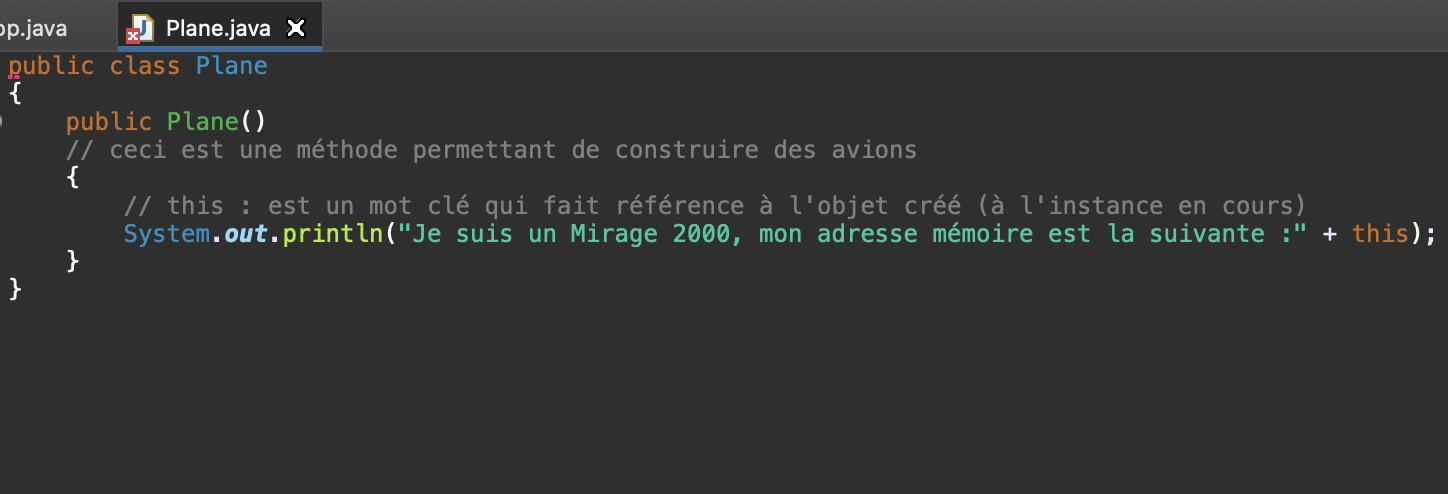 pp.java Plane.java
public class Plane
{
public Plane()
// ceci est une méthode permettant de construire des avions
{
// this : est un mot clé qui fait référence à l'objet créé (à l'instance en cours)
System.out.println("Je suis un Mirage 2000, mon adresse mémoire est la suivante :" + this);
}
}